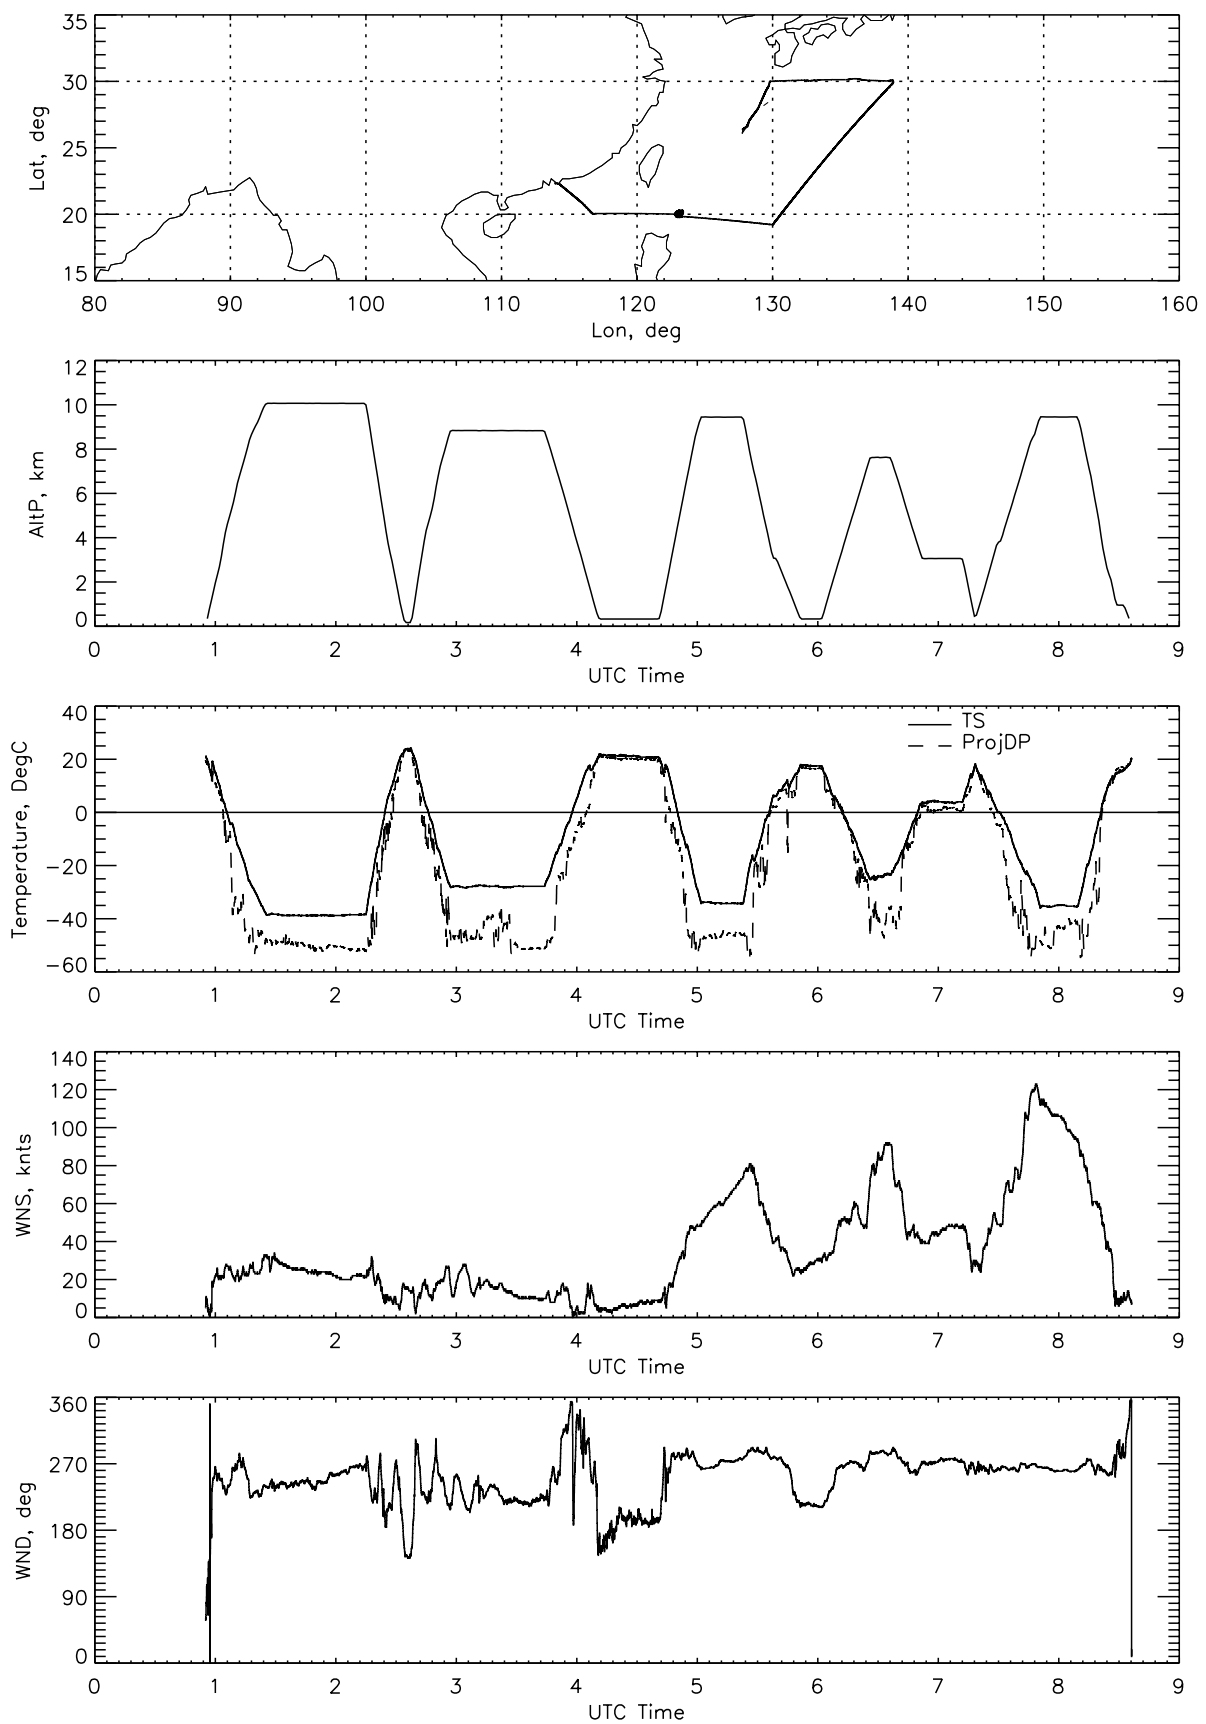 35
30
25
20
15
Lat, deg
80 90 100 110 120 130 140 150 160
Lon, deg
12
10
8
6
4
2
0
AltP, km
0 1 2 3 4 5 6 7 8 9
UTC Time
40
20
0
-20
-40
-60
Temperature, DegC
TS
ProjDP
0 1 2 3 4 5 6 7 8 9
UTC Time
140
120
100
80
60
40
20
0
WNS, knts
0 1 2 3 4 5 6 7 8 9
UTC Time
360
270
180
90
0
WND, deg
0 1 2 3 4 5 6 7 8 9
UTC Time